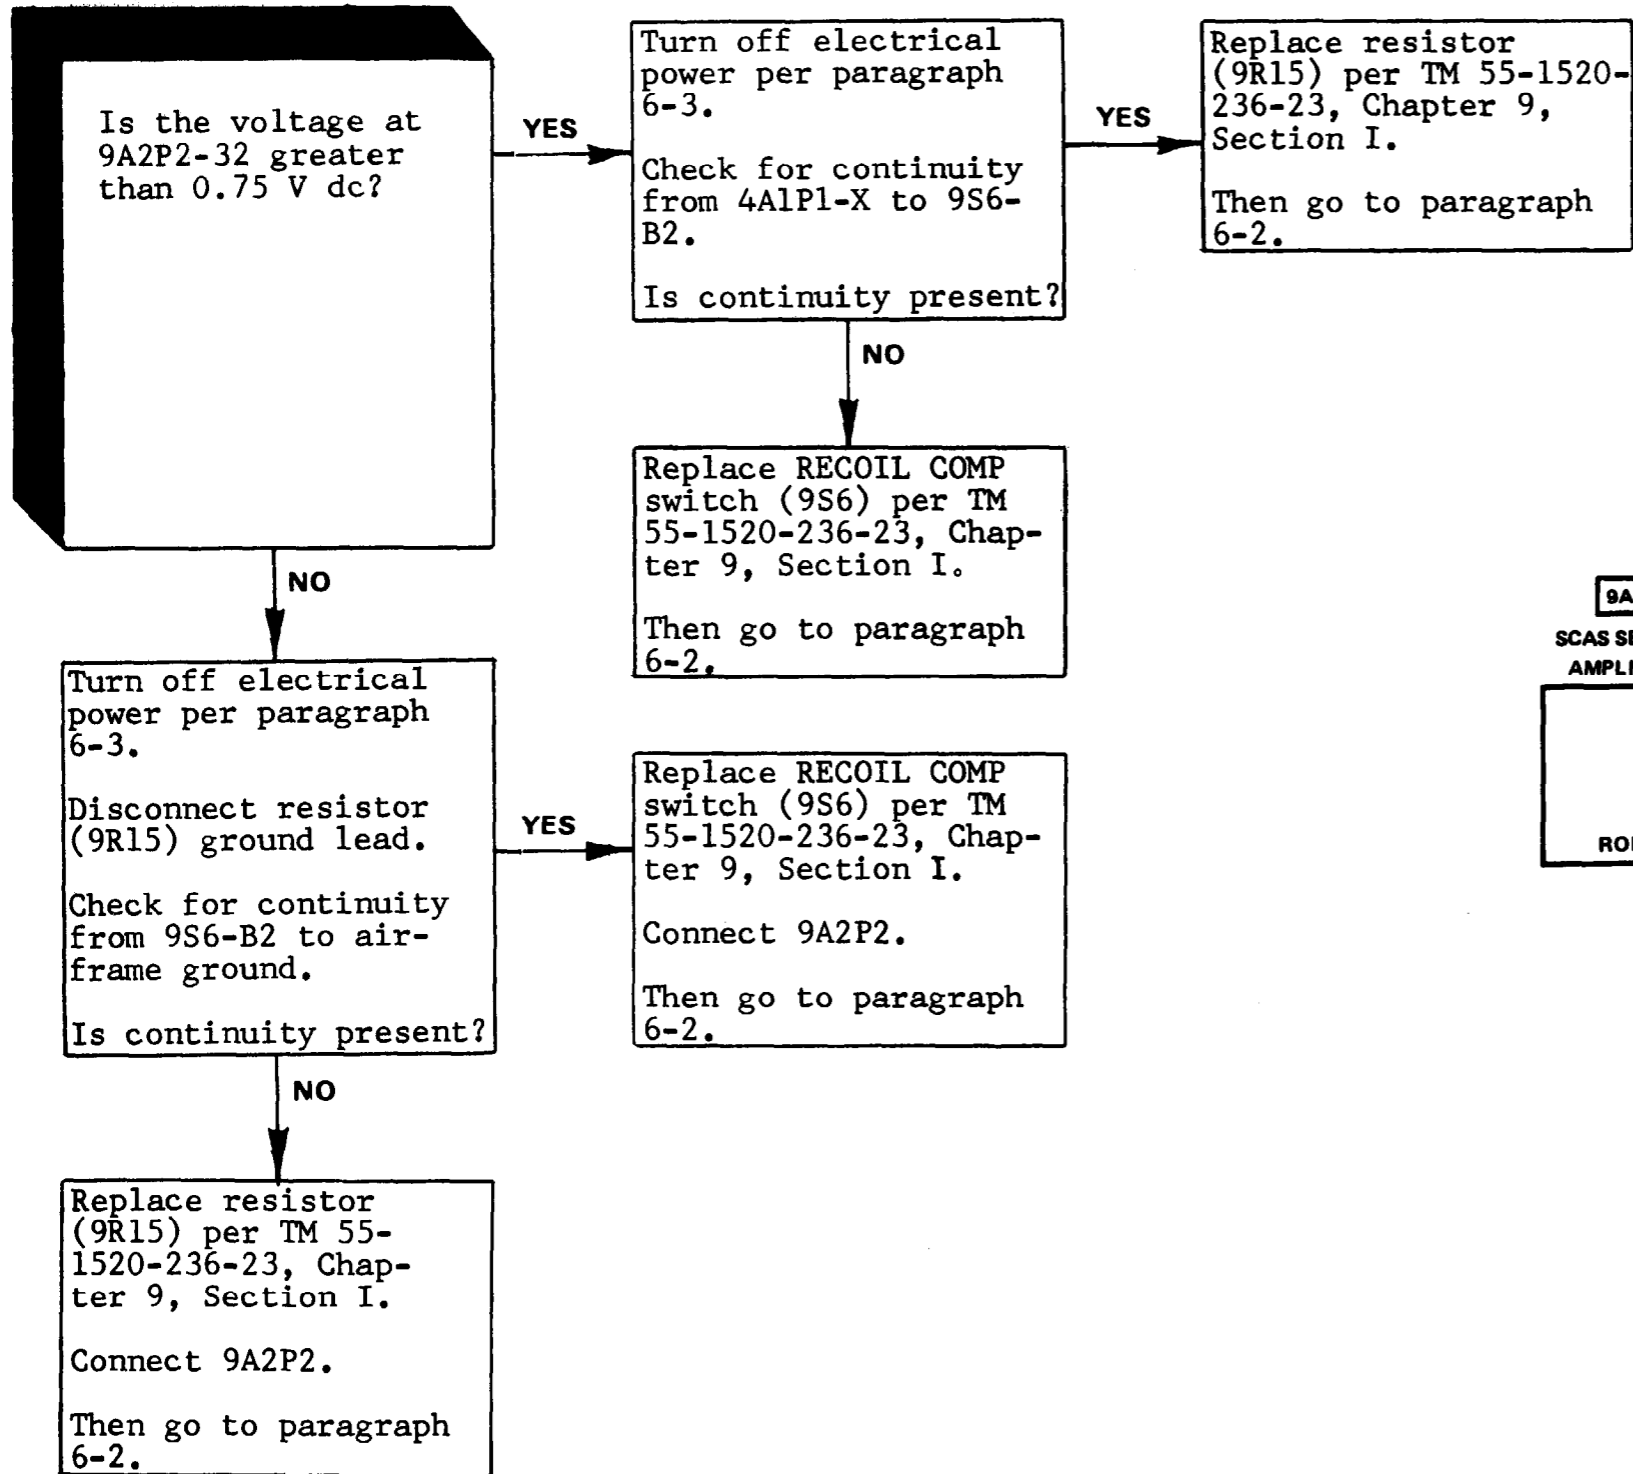 Is the voltage at
9A2P2-32 greater
than 0.75 V dc?
YES
Turn off electrical
power per paragraph
6-3.
Check for continuity
from 4A1P1-X to 9S6-
B2.
Is continuity present?
YES
Replace resistor
(9R15) per TM 55-1520-
236-23, Chapter 9,
Section I.
Then go to paragraph
6-2.
NO
Replace RECOIL COMP
switch (9S6) per TM
55-1520-236-23, Chap-
ter 9, Section I.
Then go to paragraph
6-2.
NO
Turn off electrical
power per paragraph
6-3.
Disconnect resistor
(9R15) ground lead.
Check for continuity
from 9S6-B2 to air-
frame ground.
Is continuity present?
YES
Replace RECOIL COMP
switch (9S6) per TM
55-1520-236-23, Chap-
ter 9, Section I.
Connect 9A2P2.
Then go to paragraph
6-2.
NO
Replace resistor
(9R15) per TM 55-
1520-236-23, Chap-
ter 9, Section I.
Connect 9A2P2.
Then go to paragraph
6-2.
9A
SCAS SE
AMPLI
RO